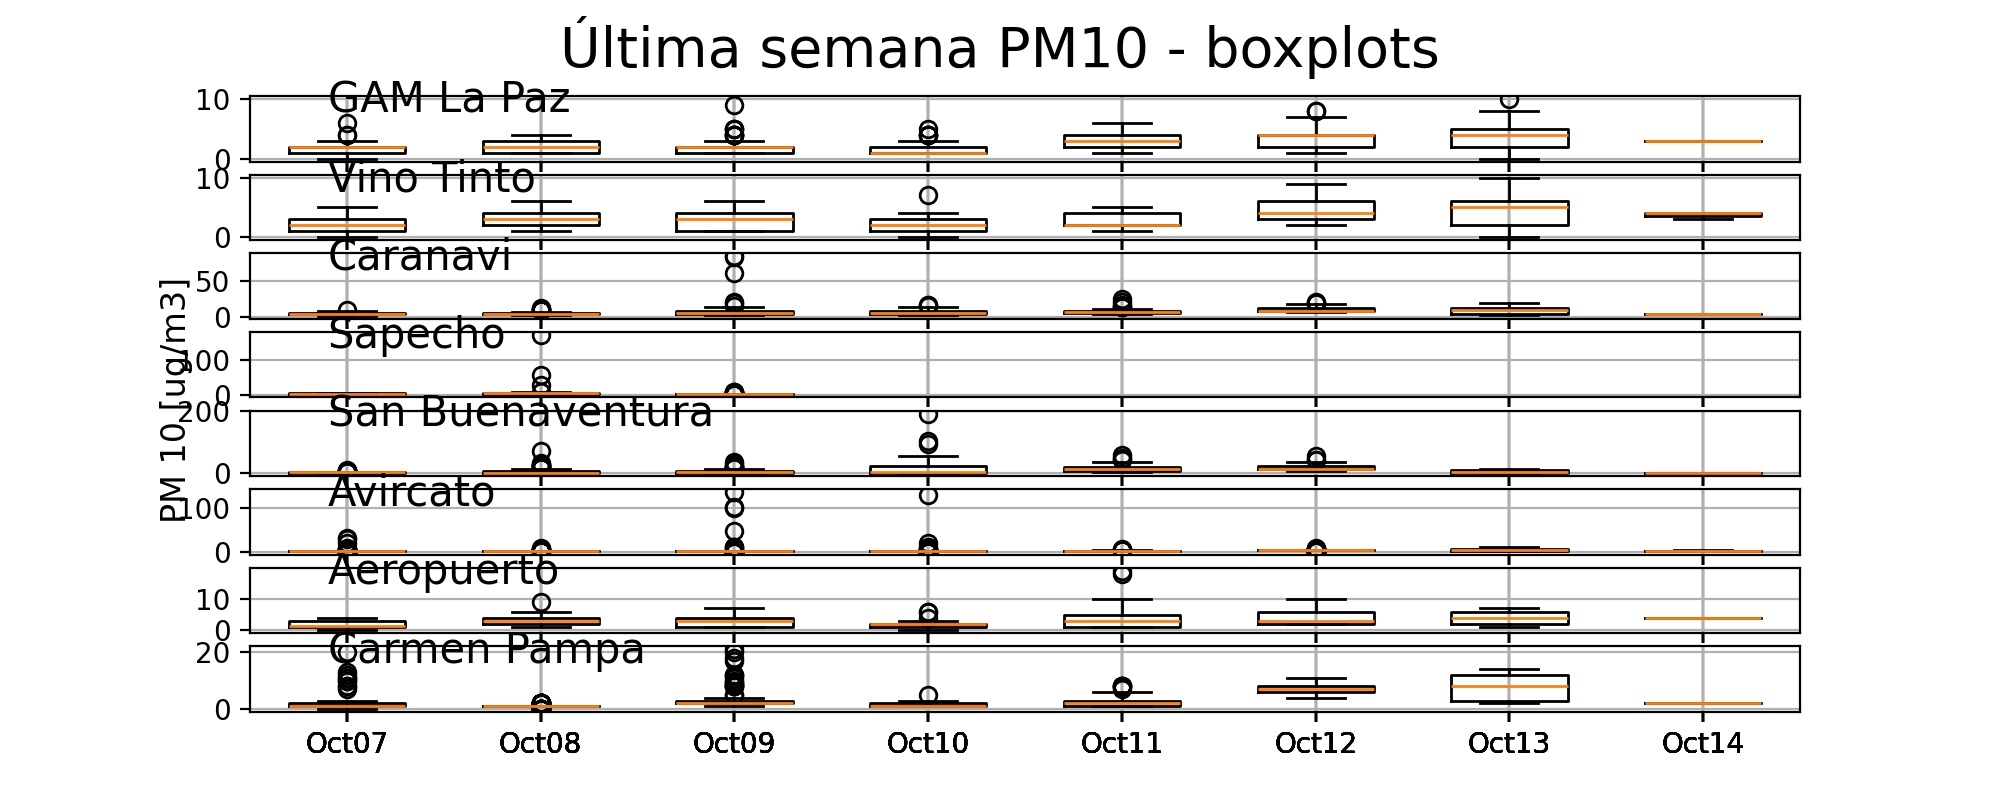 Última semana PM10 - boxplots
PM 10 [ug/m3]
GAM La Paz
10
0
Vino Tinto
10
0
Caranavi
50
0
Sapecho
100
0
San Buenaventura
200
0
Avircato
100
0
Aeropuerto
10
0
Carmen Pampa
20
0
Oct07 Oct08 Oct09 Oct10 Oct11 Oct12 Oct13 Oct14